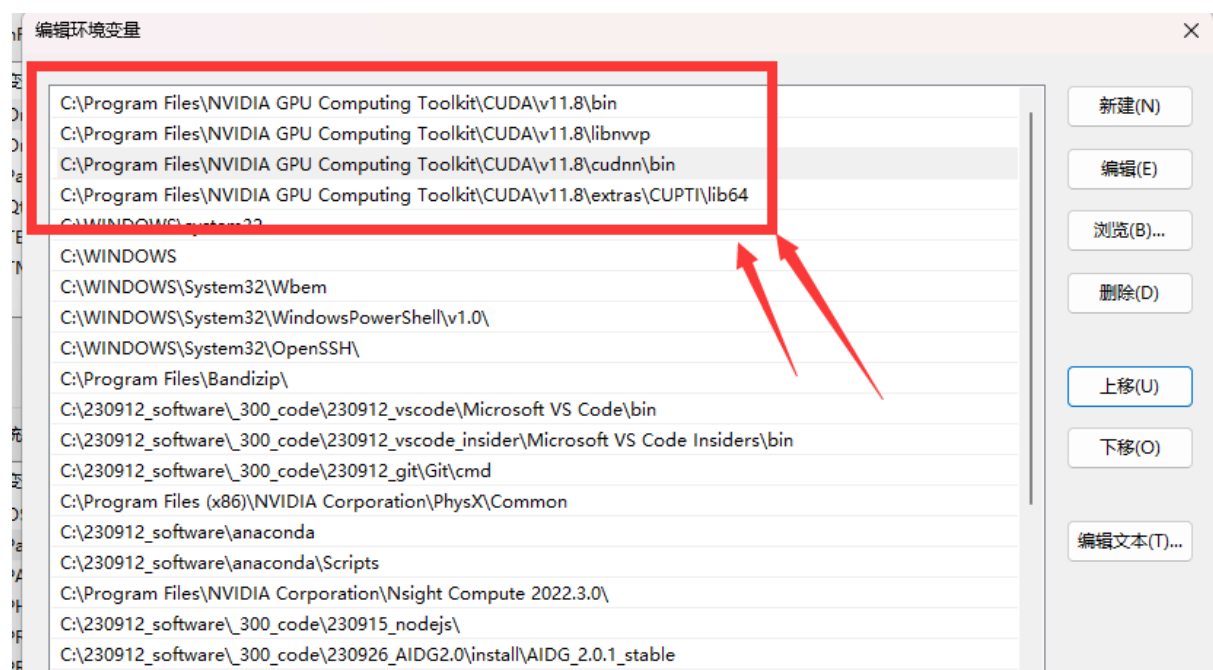 编辑环境变量
C:\Program Files\NVIDIA GPU Computing Toolkit\CUDA\v11.8\bin
新建(N)
C:\Program Files\NVIDIA GPU Computing Toolkit\CUDA\v11.8\libnvvp
C:\Program Files\NVIDIA GPU Computing Toolkit\CUDA\v11.8\cudnn\bin
编辑(E)
C:\Program Files\NVIDIA GPU Computing Toolkit\CUDA\v11.8\extras\CUPTI\lib64
C:\WINDOWS\system32
浏览(B)...
C:\WINDOWS
C:\WINDOWS\System32\Wbem
删除(D)
C:\WINDOWS\System32\WindowsPowerShell\v1.0\
C:\WINDOWS\System32\OpenSSH\
C:\Program Files\Bandizip\
上移(U)
C:\230912_software\_300_code\230912_vscode\Microsoft VS Code\bin
C:\230912_software\_300_code\230912_vscode_insider\Microsoft VS Code Insiders\bin
下移(O)
C:\230912_software\_300_code\230912_git\Git\cmd
C:\Program Files (x86)\NVIDIA Corporation\PhysX\Common
C:\230912_software\anaconda
编辑文本(T)...
C:\230912_software\anaconda\Scripts
C:\Program Files\NVIDIA Corporation\Nsight Compute 2022.3.0\
C:\230912_software\_300_code\230915_nodejs\
C:\230912_software\_300_code\230926_AIDG2.0\install\AIDG_2.0.1_stable